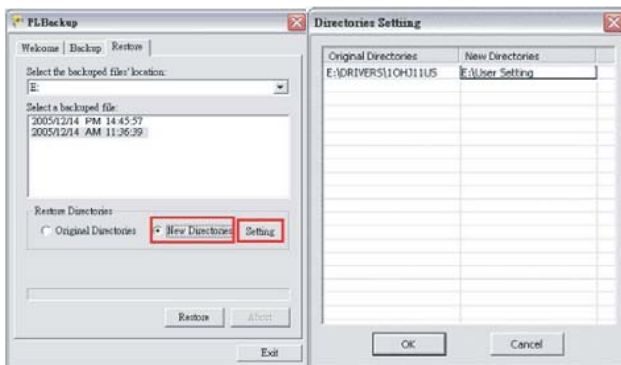 PLBackup
Welcome Backup Restore
Select the backuped files' location:
E:
Select a backuped file:
2005/12/14 PM 14:45:57
2005/12/14 AM 11:36:39
Restore Directories
Original Directories New Directories Setting
Restore Abort
Exit
Directories Settiing
Original Directories New Directories
E:\DRIVERS\1OHJ11US E:\User Setting
OK Cancel